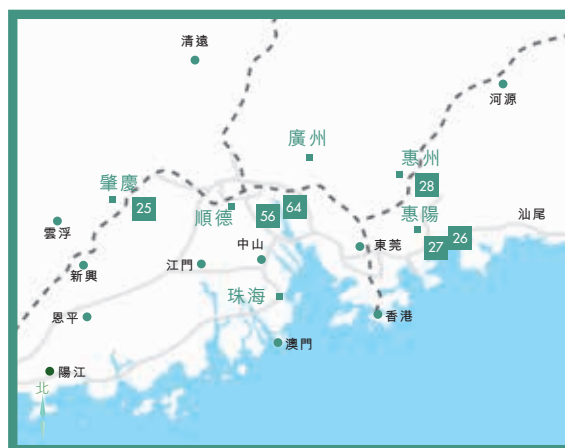 清遠
河源
廣州
惠州
28
肇慶
25
順德
56
64
惠陽
汕尾
27
26
雲浮
中山
東莞
新興
江門
珠海
恩平
香港
澳門
陽江
北